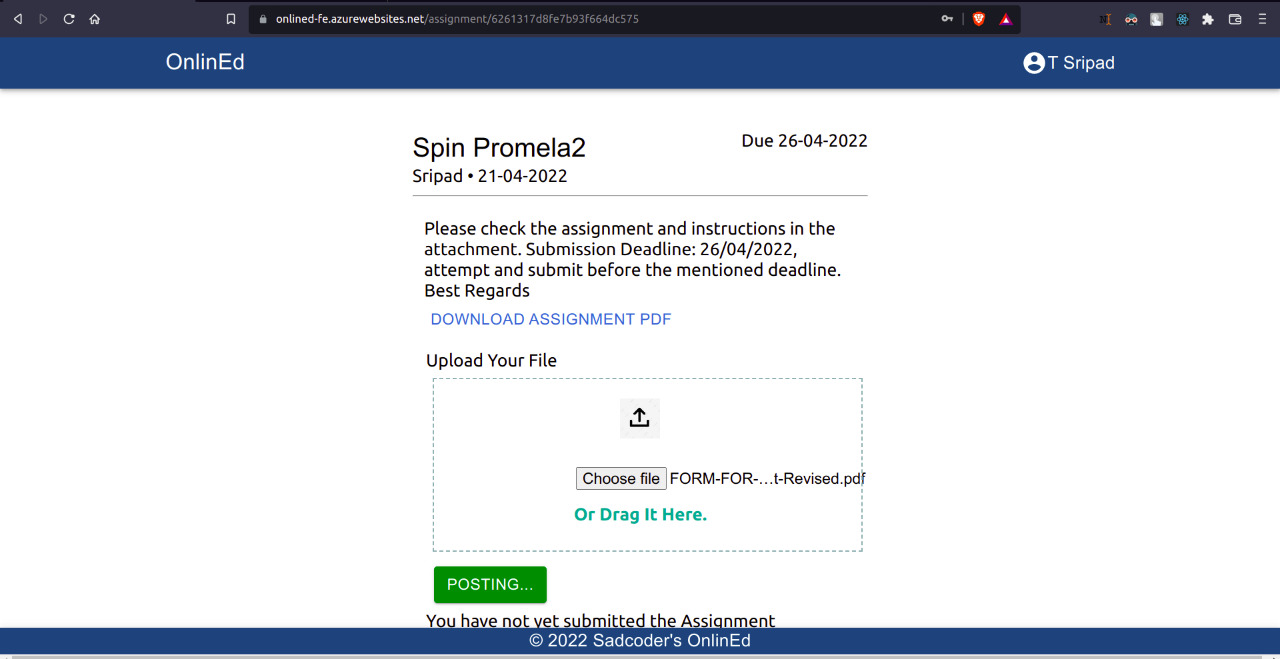 onlined-fe.azurewebsites.net/assignment/6261317d8fe7b93f664dc575
OnlinEd
T Sripad
Spin Promela2
Due 26-04-2022
Sripad • 21-04-2022
Please check the assignment and instructions in the
attachment. Submission Deadline: 26/04/2022,
attempt and submit before the mentioned deadline.
Best Regards
DOWNLOAD ASSIGNMENT PDF
Upload Your File
Choose file FORM-FOR-...t-Revised.pdf
Or Drag It Here.
POSTING...
You have not yet submitted the Assignment
© 2022 Sadcoder's OnlinEd